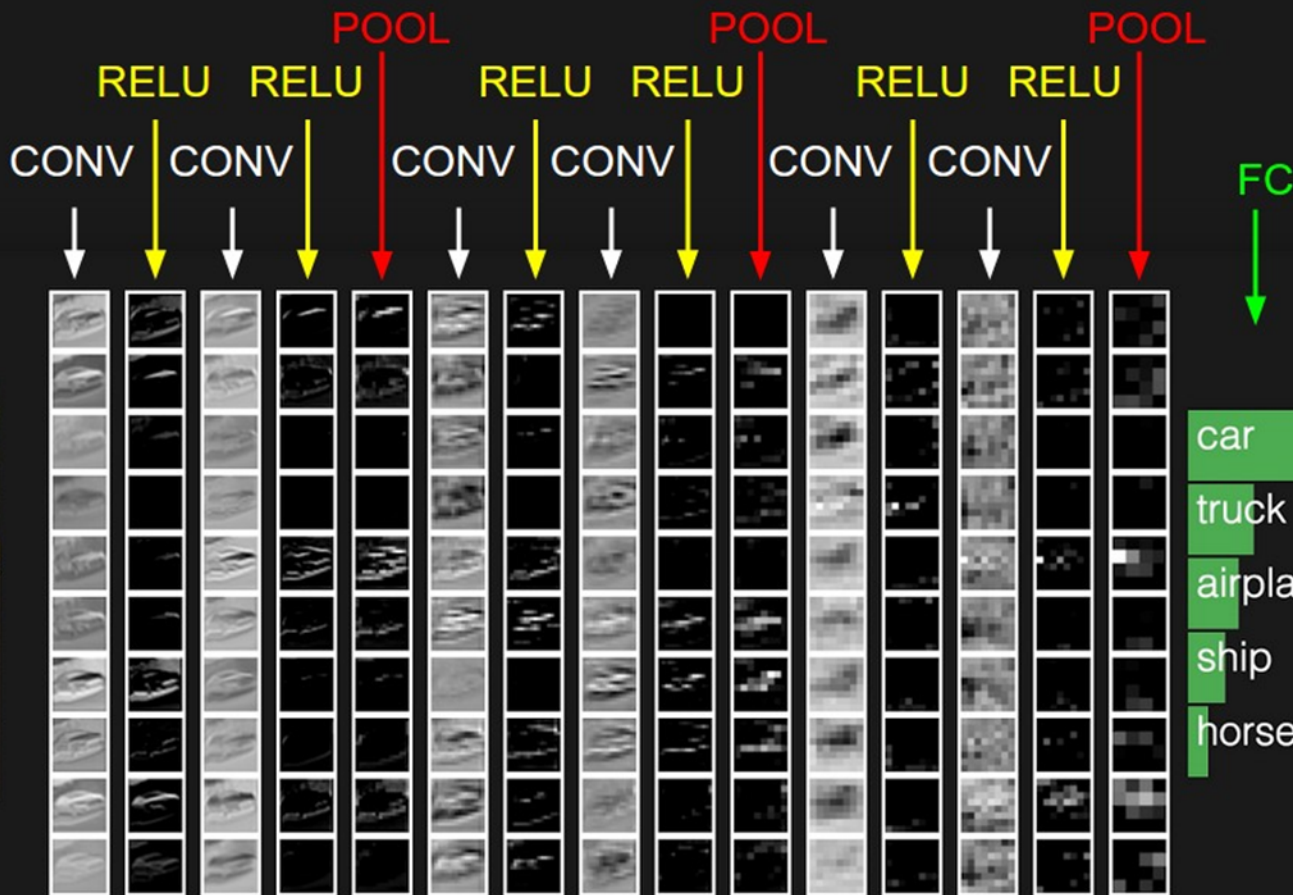 POOL POOL POOL
RELU RELU RELU RELU RELU RELU
CONV CONV CONV CONV CONV CONV
FC
car
truck
airpla
ship
horse